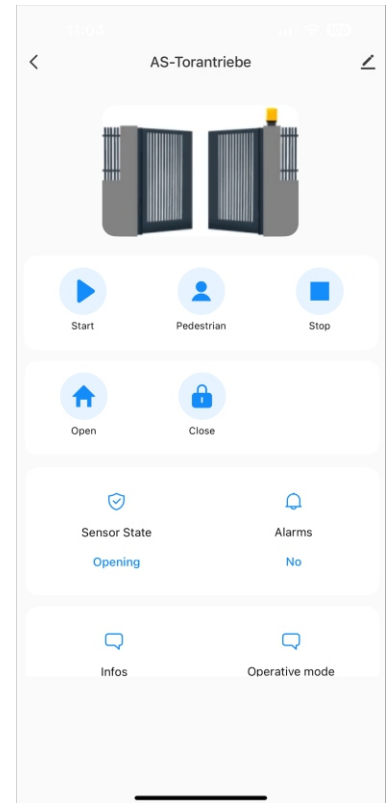 AS-Torantriebe
Start
Pedestrian
Stop
Open
Close
Sensor State
Alarms
Opening
No
Infos
Operative mode